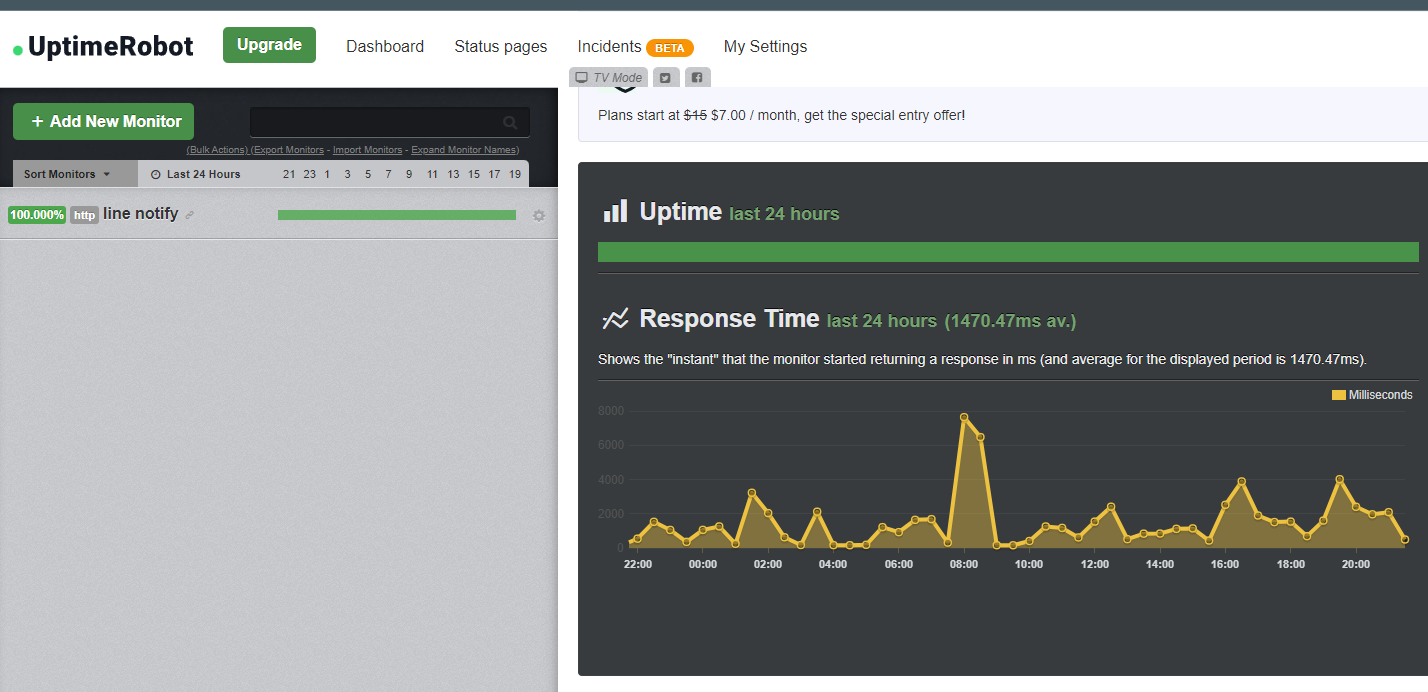 UptimeRobot
Upgrade
Dashboard
Status pages
Incidents BETA
My Settings
TV Mode
+ Add New Monitor
(Bulk Actions) (Export Monitors - Import Monitors - Expand Monitor Names)
Sort Monitors
Last 24 Hours
21 23 1 3 5 7 9 11 13 15 17 19
100.000% http line notify
Plans start at $15 $7.00 / month, get the special entry offer!
Uptime last 24 hours
Response Time last 24 hours (1470.47ms av.)
Shows the "instant" that the monitor started returning a response in ms (and average for the displayed period is 1470.47ms).
Milliseconds
8000
6000
4000
2000
0
22:00 00:00 02:00 04:00 06:00 08:00 10:00 12:00 14:00 16:00 18:00 20:00